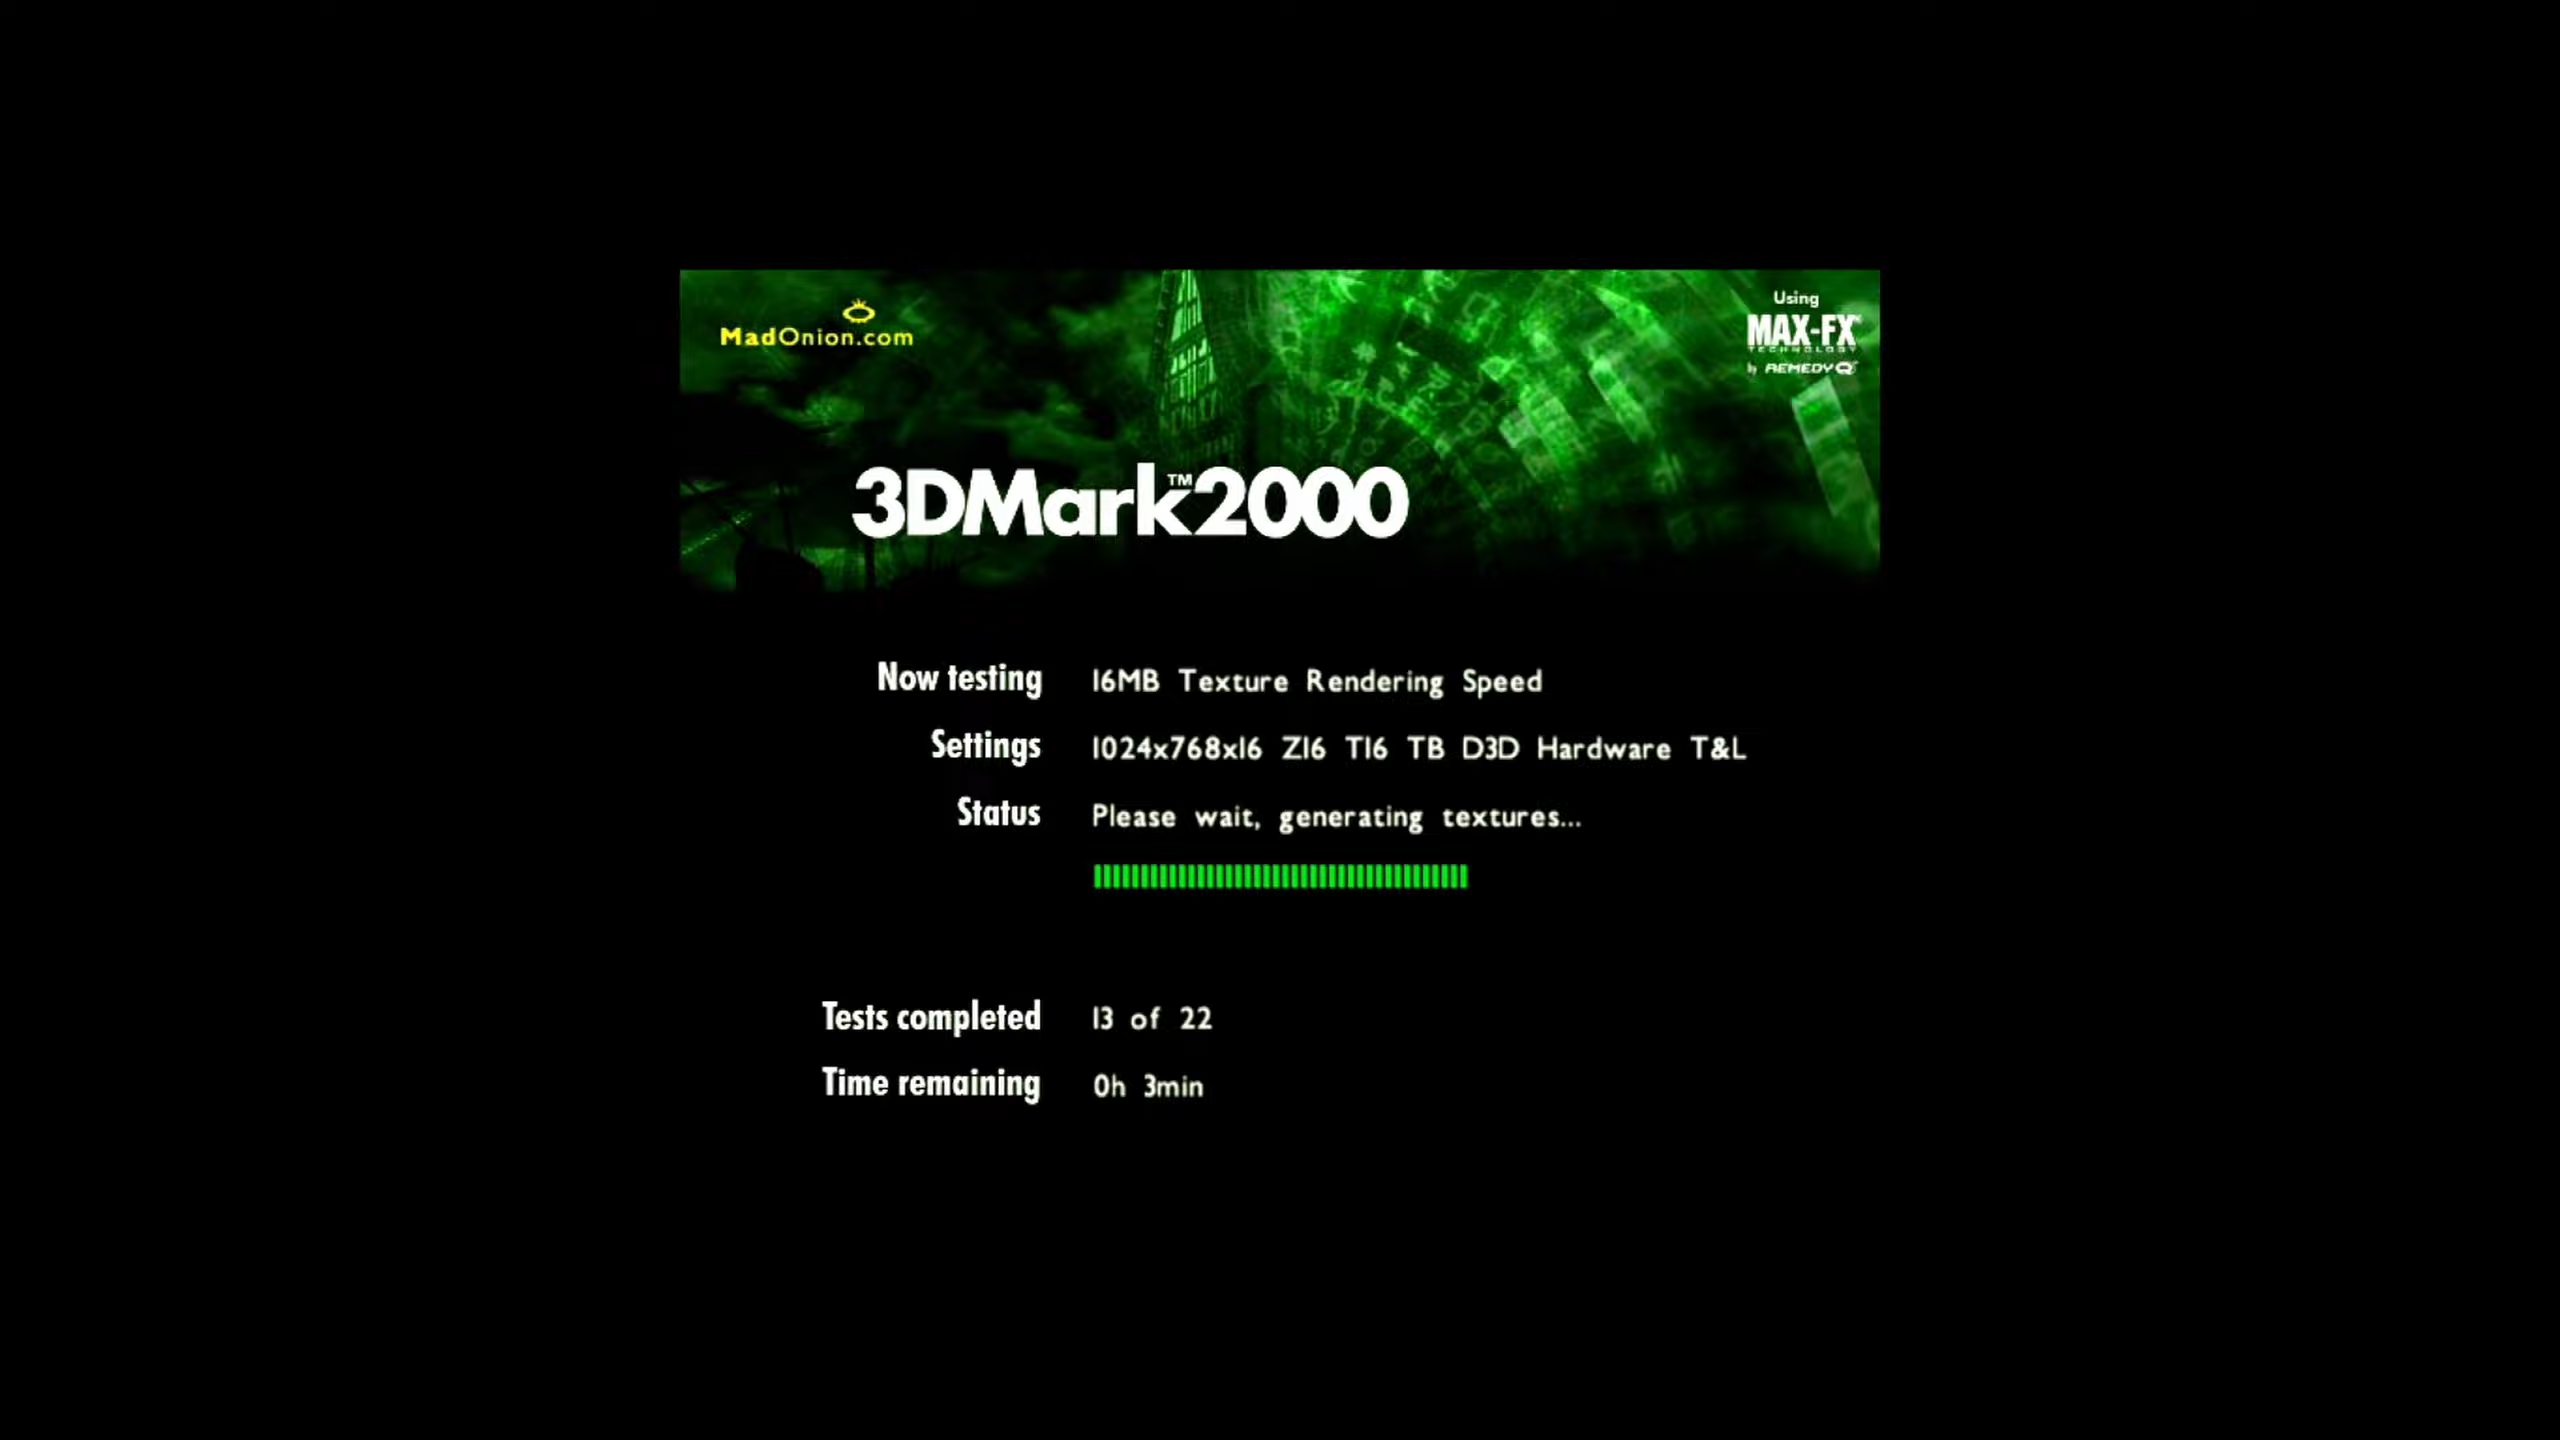 MadOnion.com
Using
MAX-FX
TECHNOLOGY
by REMEDY
3DMark™2000
Now testing 16MB Texture Rendering Speed
Settings 1024x768x16 Z16 T16 TB D3D Hardware T&L
Status Please wait, generating textures...
Tests completed 13 of 22
Time remaining 0h 3min